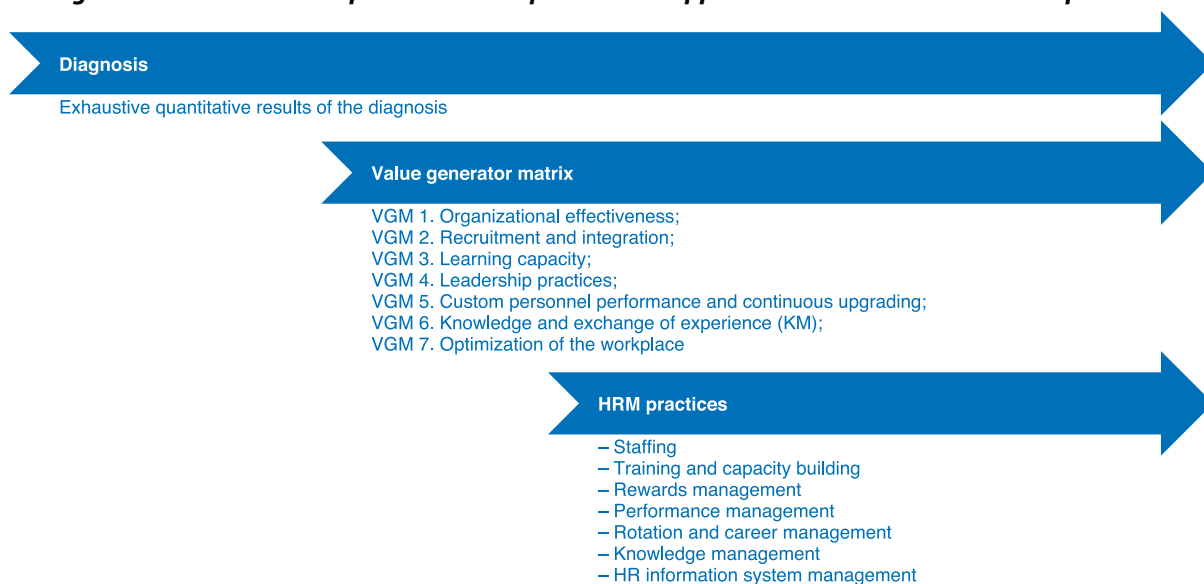 Diagnosis
Exhaustive quantitative results of the diagnosis
Value generator matrix
VGM 1. Organizational effectiveness;
VGM 2. Recruitment and integration;
VGM 3. Learning capacity;
VGM 4. Leadership practices;
VGM 5. Custom personnel performance and continuous upgrading;
VGM 6. Knowledge and exchange of experience (KM);
VGM 7. Optimization of the workplace
HRM practices
– Staffing
– Training and capacity building
– Rewards management
– Performance management
– Rotation and career management
– Knowledge management
– HR information system management